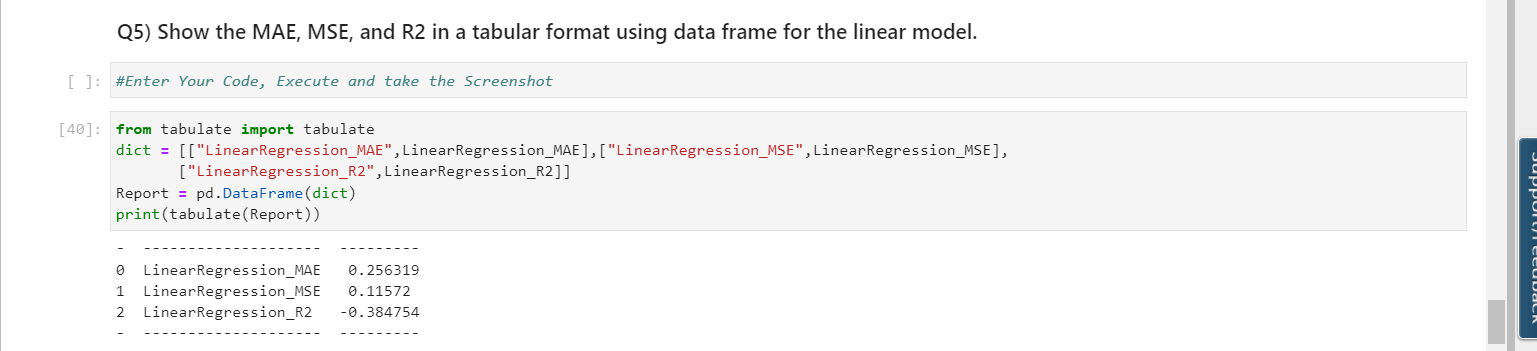 Q5) Show the MAE, MSE, and R2 in a tabular format using data frame for the linear model.
[ ]: #Enter Your Code, Execute and take the Screenshot
[40]: from tabulate import tabulate
dict = [["LinearRegression_MAE",LinearRegression_MAE],["LinearRegression_MSE",LinearRegression_MSE],
["LinearRegression_R2",LinearRegression_R2]]
Report = pd.DataFrame(dict)
print(tabulate(Report))
- -------------------- ---------
0 LinearRegression_MAE 0.256319
1 LinearRegression_MSE 0.11572
2 LinearRegression_R2 -0.384754
- -------------------- ---------
Support/Feedback